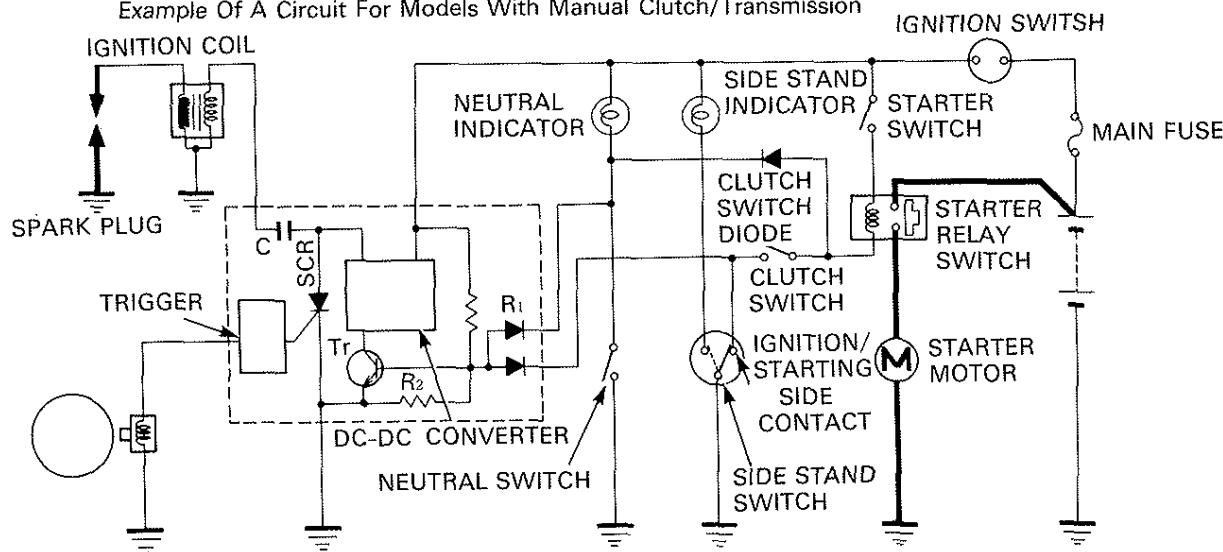 Example Of A Circuit For Models With Manual Clutch/Transmission
IGNITION COIL
IGNITION SWITSH
NEUTRAL
INDICATOR
SIDE STAND
INDICATOR
STARTER
SWITCH
MAIN FUSE
SPARK PLUG
C
SCR
CLUTCH
SWITCH
DIODE
STARTER
RELAY
SWITCH
CLUTCH
SWITCH
TRIGGER
R1
Tr
R2
IGNITION/
STARTING
SIDE
CONTACT
M
STARTER
MOTOR
DC-DC CONVERTER
NEUTRAL SWITCH
SIDE STAND
SWITCH